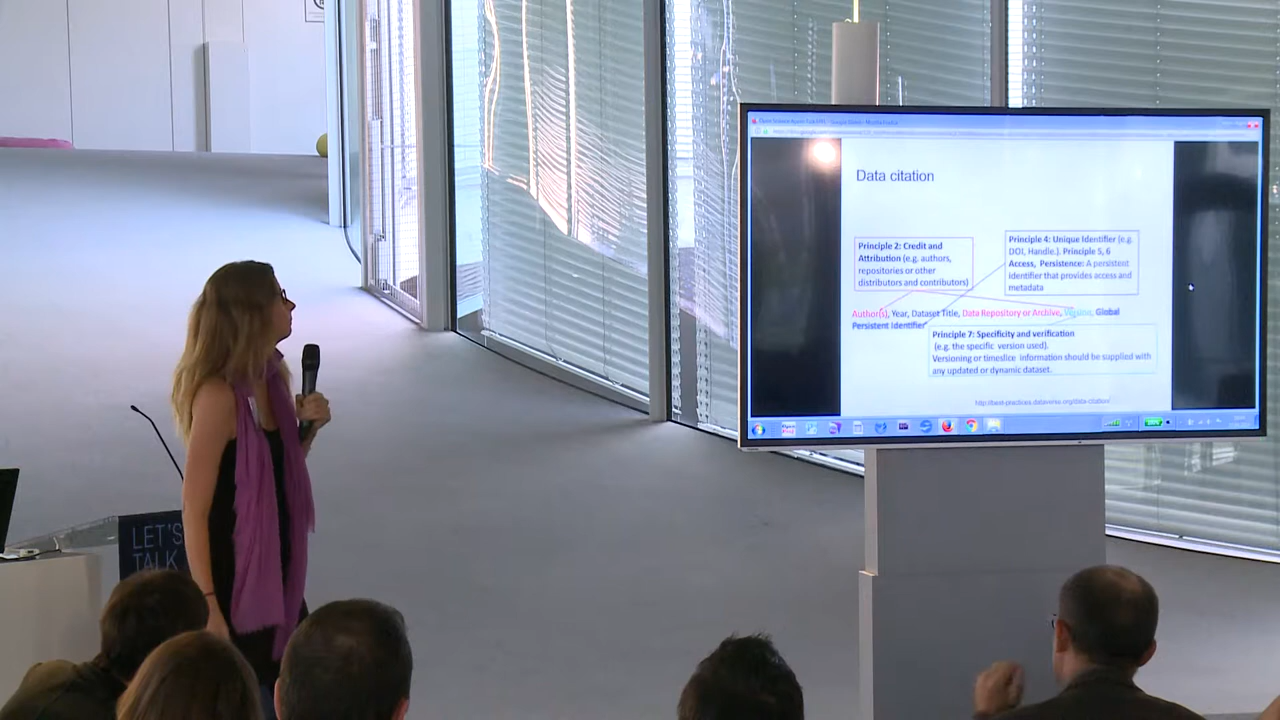 Data citation
Principle 2: Credit and
Attribution (e.g. authors,
repositories or other
distributors and contributors)
Principle 4: Unique Identifier (e.g.
DOI, Handle.). Principle 5, 6
Access, Persistence: A persistent
identifier that provides access and
metadata
Author(s), Year, Dataset Title, Data Repository or Archive, Version, Global
Persistent Identifier
Principle 7: Specificity and verification
(e.g. the specific version used).
Versioning or timeslice information should be supplied with
any updated or dynamic dataset.
http://best-practices.dataverse.org/data-citation/
LET'S
TALK